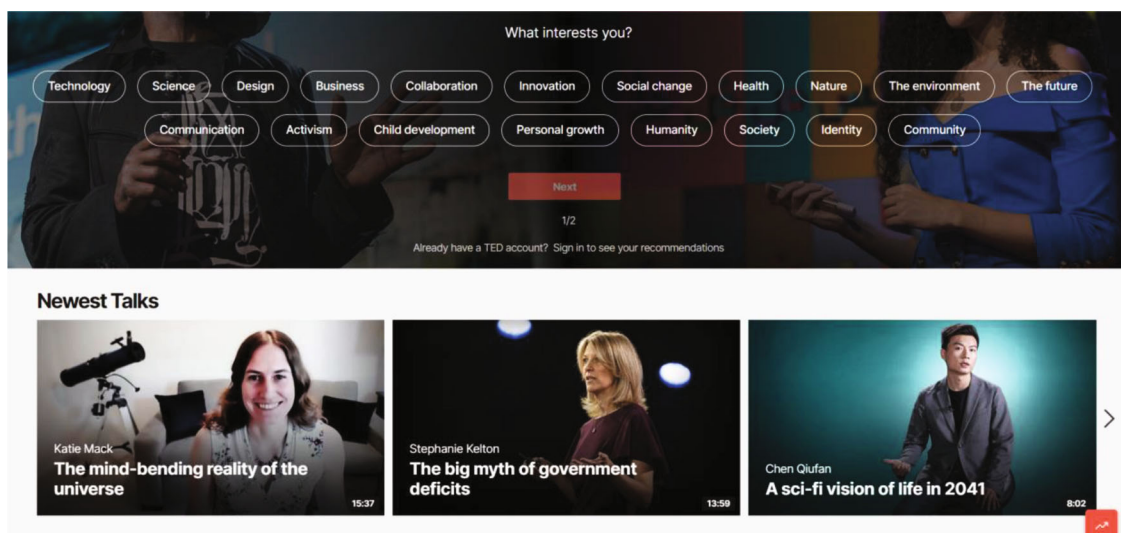 What interests you?
Technology
Science
Design
Business
Collaboration
Innovation
Social change
Health
Nature
The environment
The future
Communication
Activism
Child development
Personal growth
Humanity
Society
Identity
Community
Next
1/2
Already have a TED account? Sign in to see your recommendations
Newest Talks
Katie Mack
The mind-bending reality of the
universe
15:37
Stephanie Kelton
The big myth of government
deficits
13:59
Chen Qiufan
A sci-fi vision of life in 2041
8:02